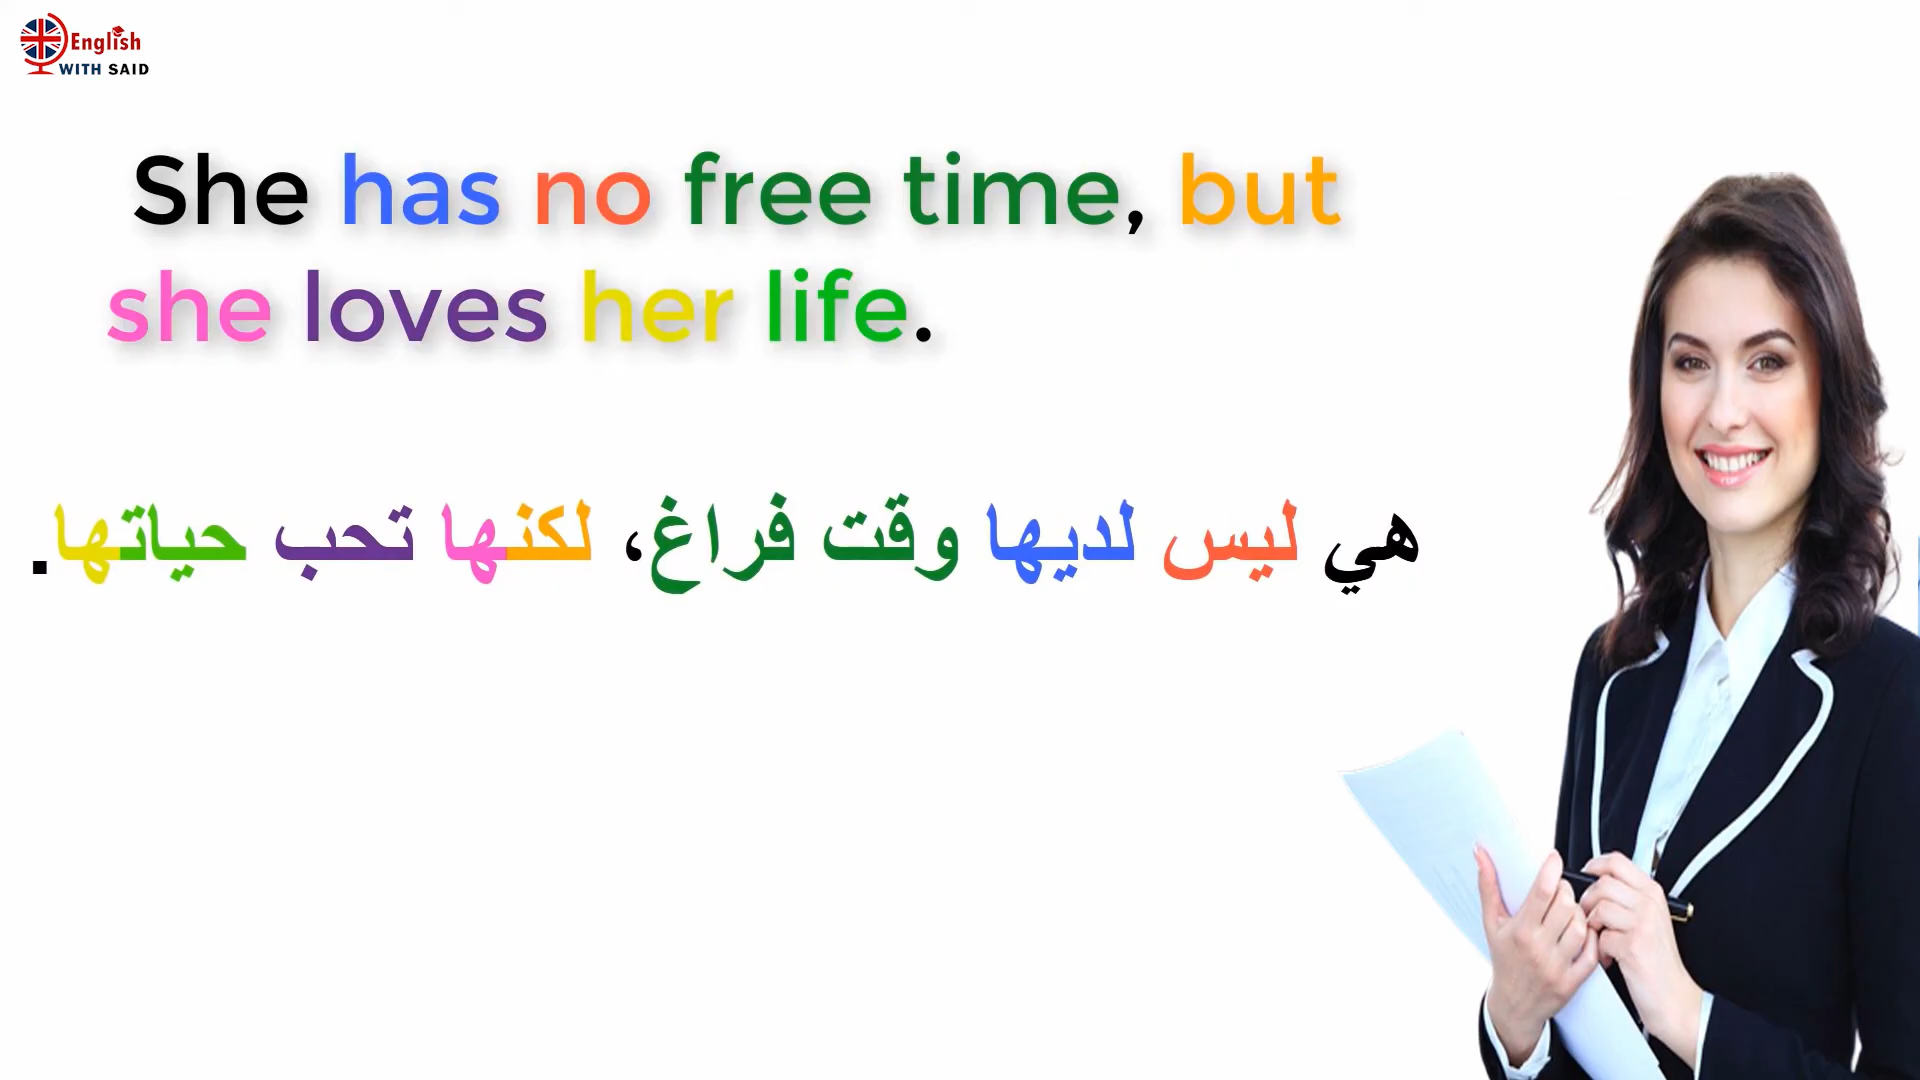 English
WITH SAID
She has no free time, but
she loves her life.
هي ليس لديها وقت فراغ، لكنها تحب حياتها.